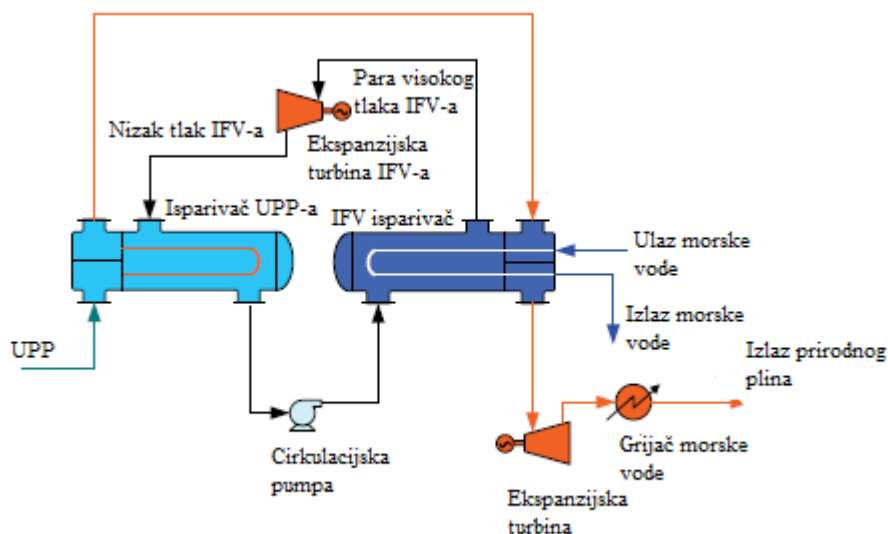 Para visokog
tlaka IFV-a
Nizak tlak IFV-a
Ekspanzijska
turbina IFV-a
Isparivač UPP-a
IFV isparivač
Ulaz morske
vode
Izlaz morske
vode
UPP
Izlaz prirodnog
plina
Cirkulacijska
pumpa
Grijač morske
vode
Ekspanzijska
turbina